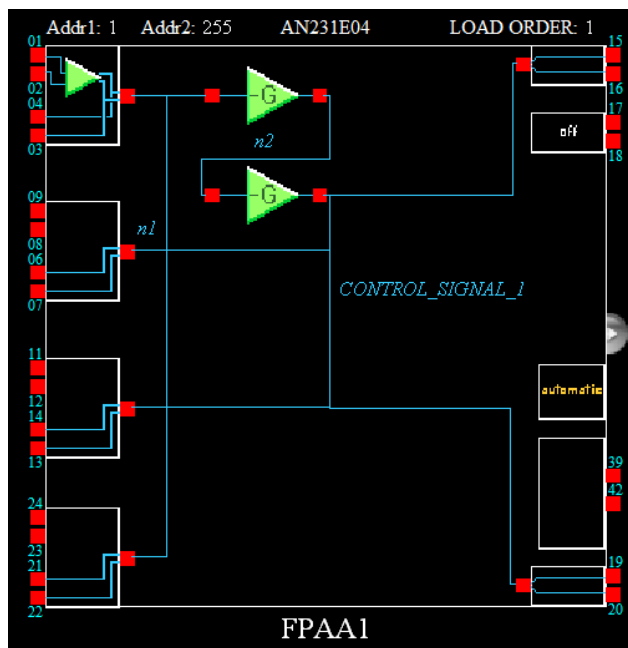 Addr1: 1 Addr2: 255 AN231E04 LOAD ORDER: 1
01
15
02
04
16
17
G
off
03
n2
18
09
G
n1
08
06
CONTROL_SIGNAL_1
07
11
automatic
12
14
13
39
42
24
23
21
19
22
20
FPAA1